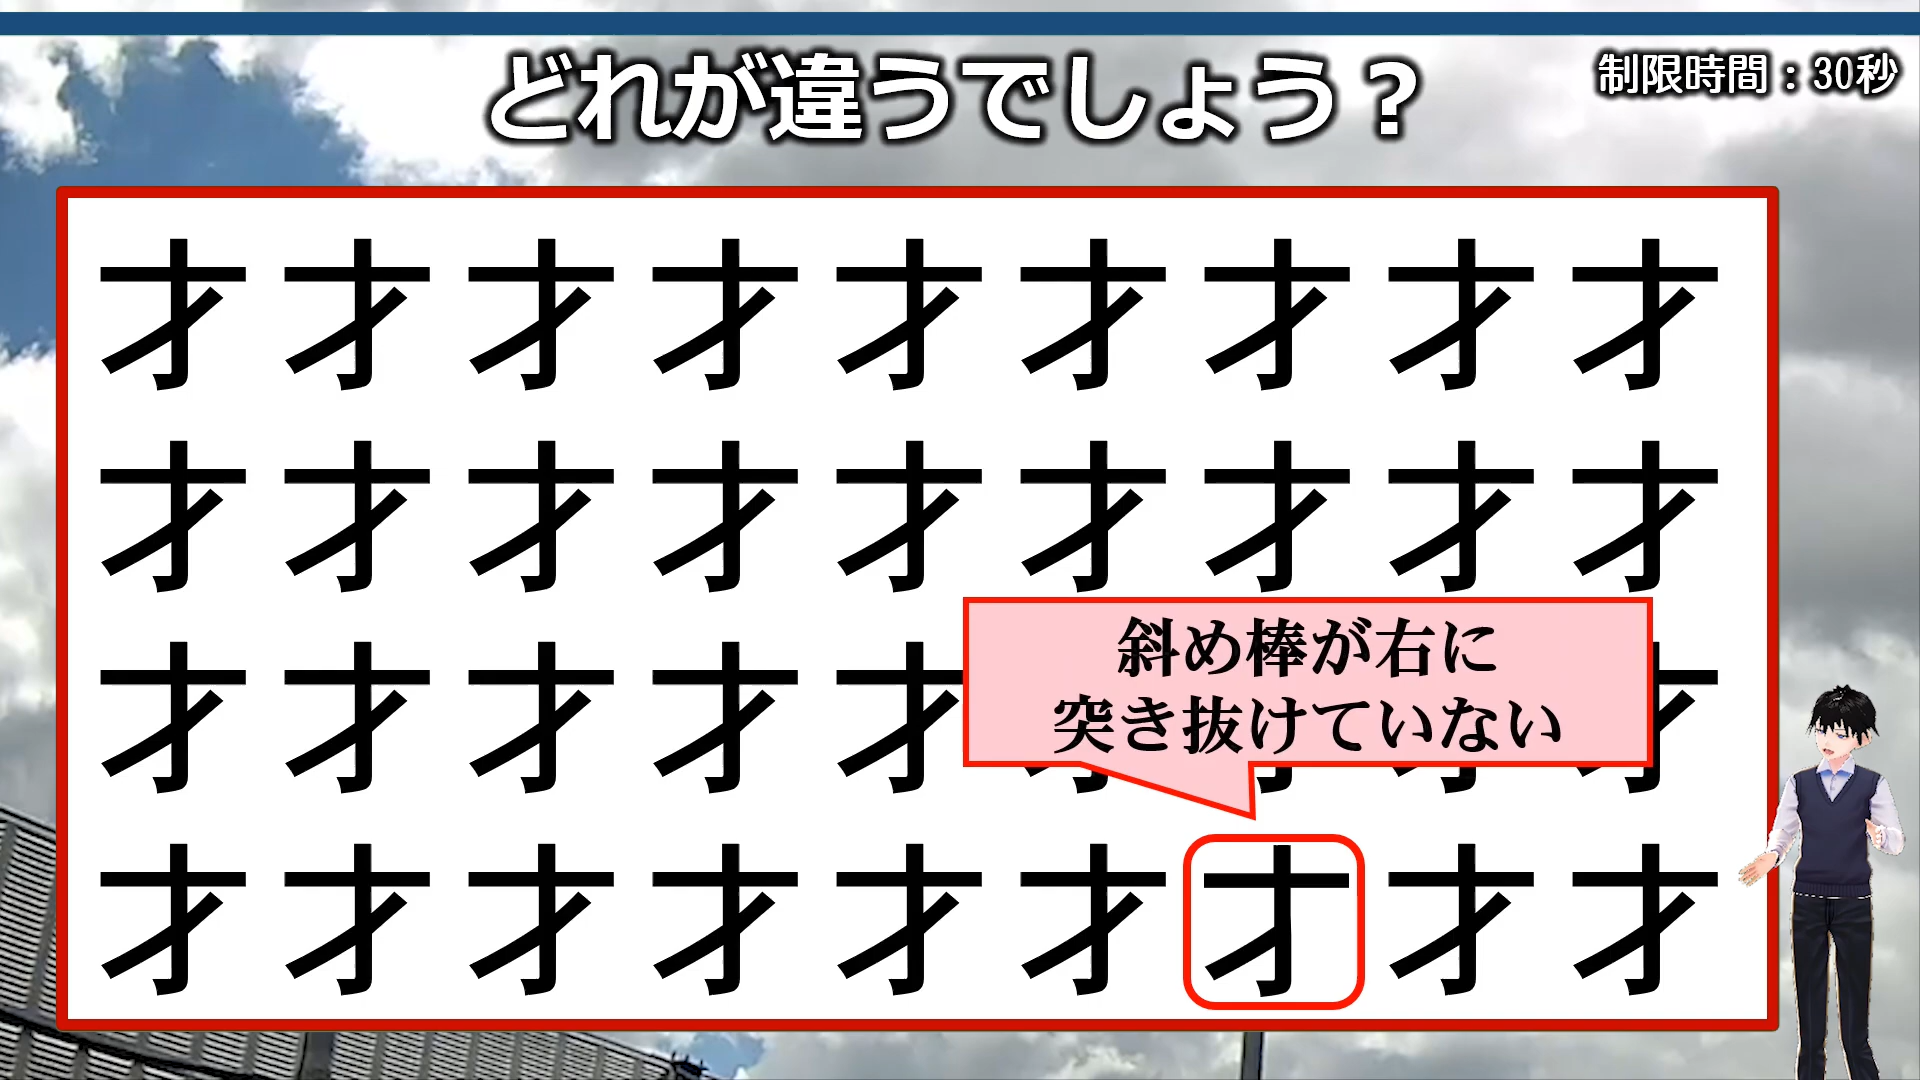 どれが違うでしょう？
制限時間：30秒
才才才才才才才才才
才才才才才才才才才
才才才才才
斜め棒が右に
突き抜けていない
才才才才才才オ才才